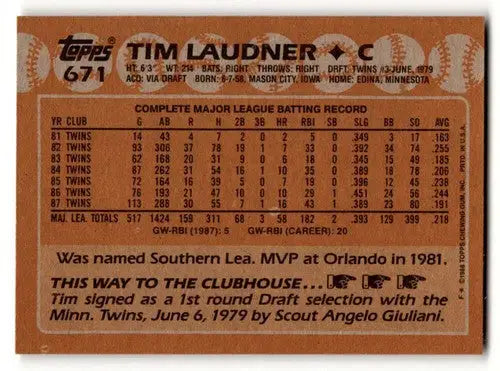 Topps
671
TIM LAUDNER ✦ C
HT: 6'3" WT: 214 BATS: RIGHT THROWS: RIGHT DRFT: TWINS #3-JUNE, 1979
ACQ: VIA DRAFT BORN: 6-7-58, MASON CITY, IOWA HOME: EDINA, MINNESOTA
COMPLETE MAJOR LEAGUE BATTING RECORD
YR CLUB G AB R H 2B 3B HR RBI SB SLG BB SO AVG
81 TWINS 14 43 4 7 2 0 2 5 0 .349 3 17 .163
82 TWINS 93 306 37 78 19 1 7 33 0 .392 34 74 .255
83 TWINS 62 168 20 31 9 0 6 18 0 .345 15 49 .185
84 TWINS 87 262 31 54 16 1 10 35 0 .389 18 78 .206
85 TWINS 72 164 16 39 5 0 7 19 0 .396 12 45 .238
86 TWINS 76 193 21 47 10 0 10 29 1 .451 24 56 .244
87 TWINS 113 288 30 55 7 1 16 43 1 .389 23 80 .191
MAJ. LEA. TOTALS 517 1424 159 311 68 3 58 182 2 .393 129 399 .218
GW-RBI (1987): 5 GW-RBI (CAREER): 20
Was named Southern Lea. MVP at Orlando in 1981.
THIS WAY TO THE CLUBHOUSE...
Tim signed as a 1st round Draft selection with the
Minn. Twins, June 6, 1979 by Scout Angelo Giuliani.
F* © 1988 TOPPS CHEWING GUM, INC. PRTD. IN U.S.A.